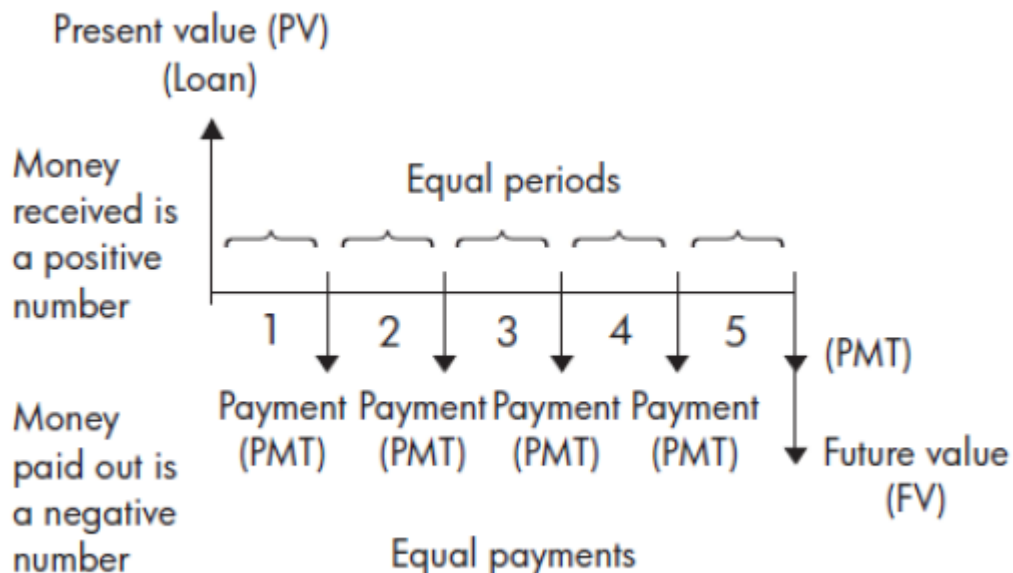 Present value (PV)
(Loan)
Money
received is
a positive
number
Equal periods
1 2 3 4 5
(PMT)
Payment Payment Payment Payment
(PMT) (PMT) (PMT) (PMT)
Money
paid out is
a negative
number
Future value
(FV)
Equal payments